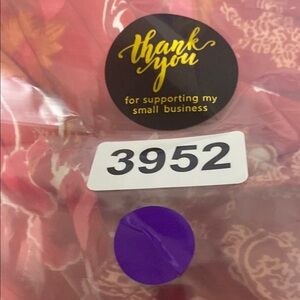 thank
you
for supporting my
small business
3952